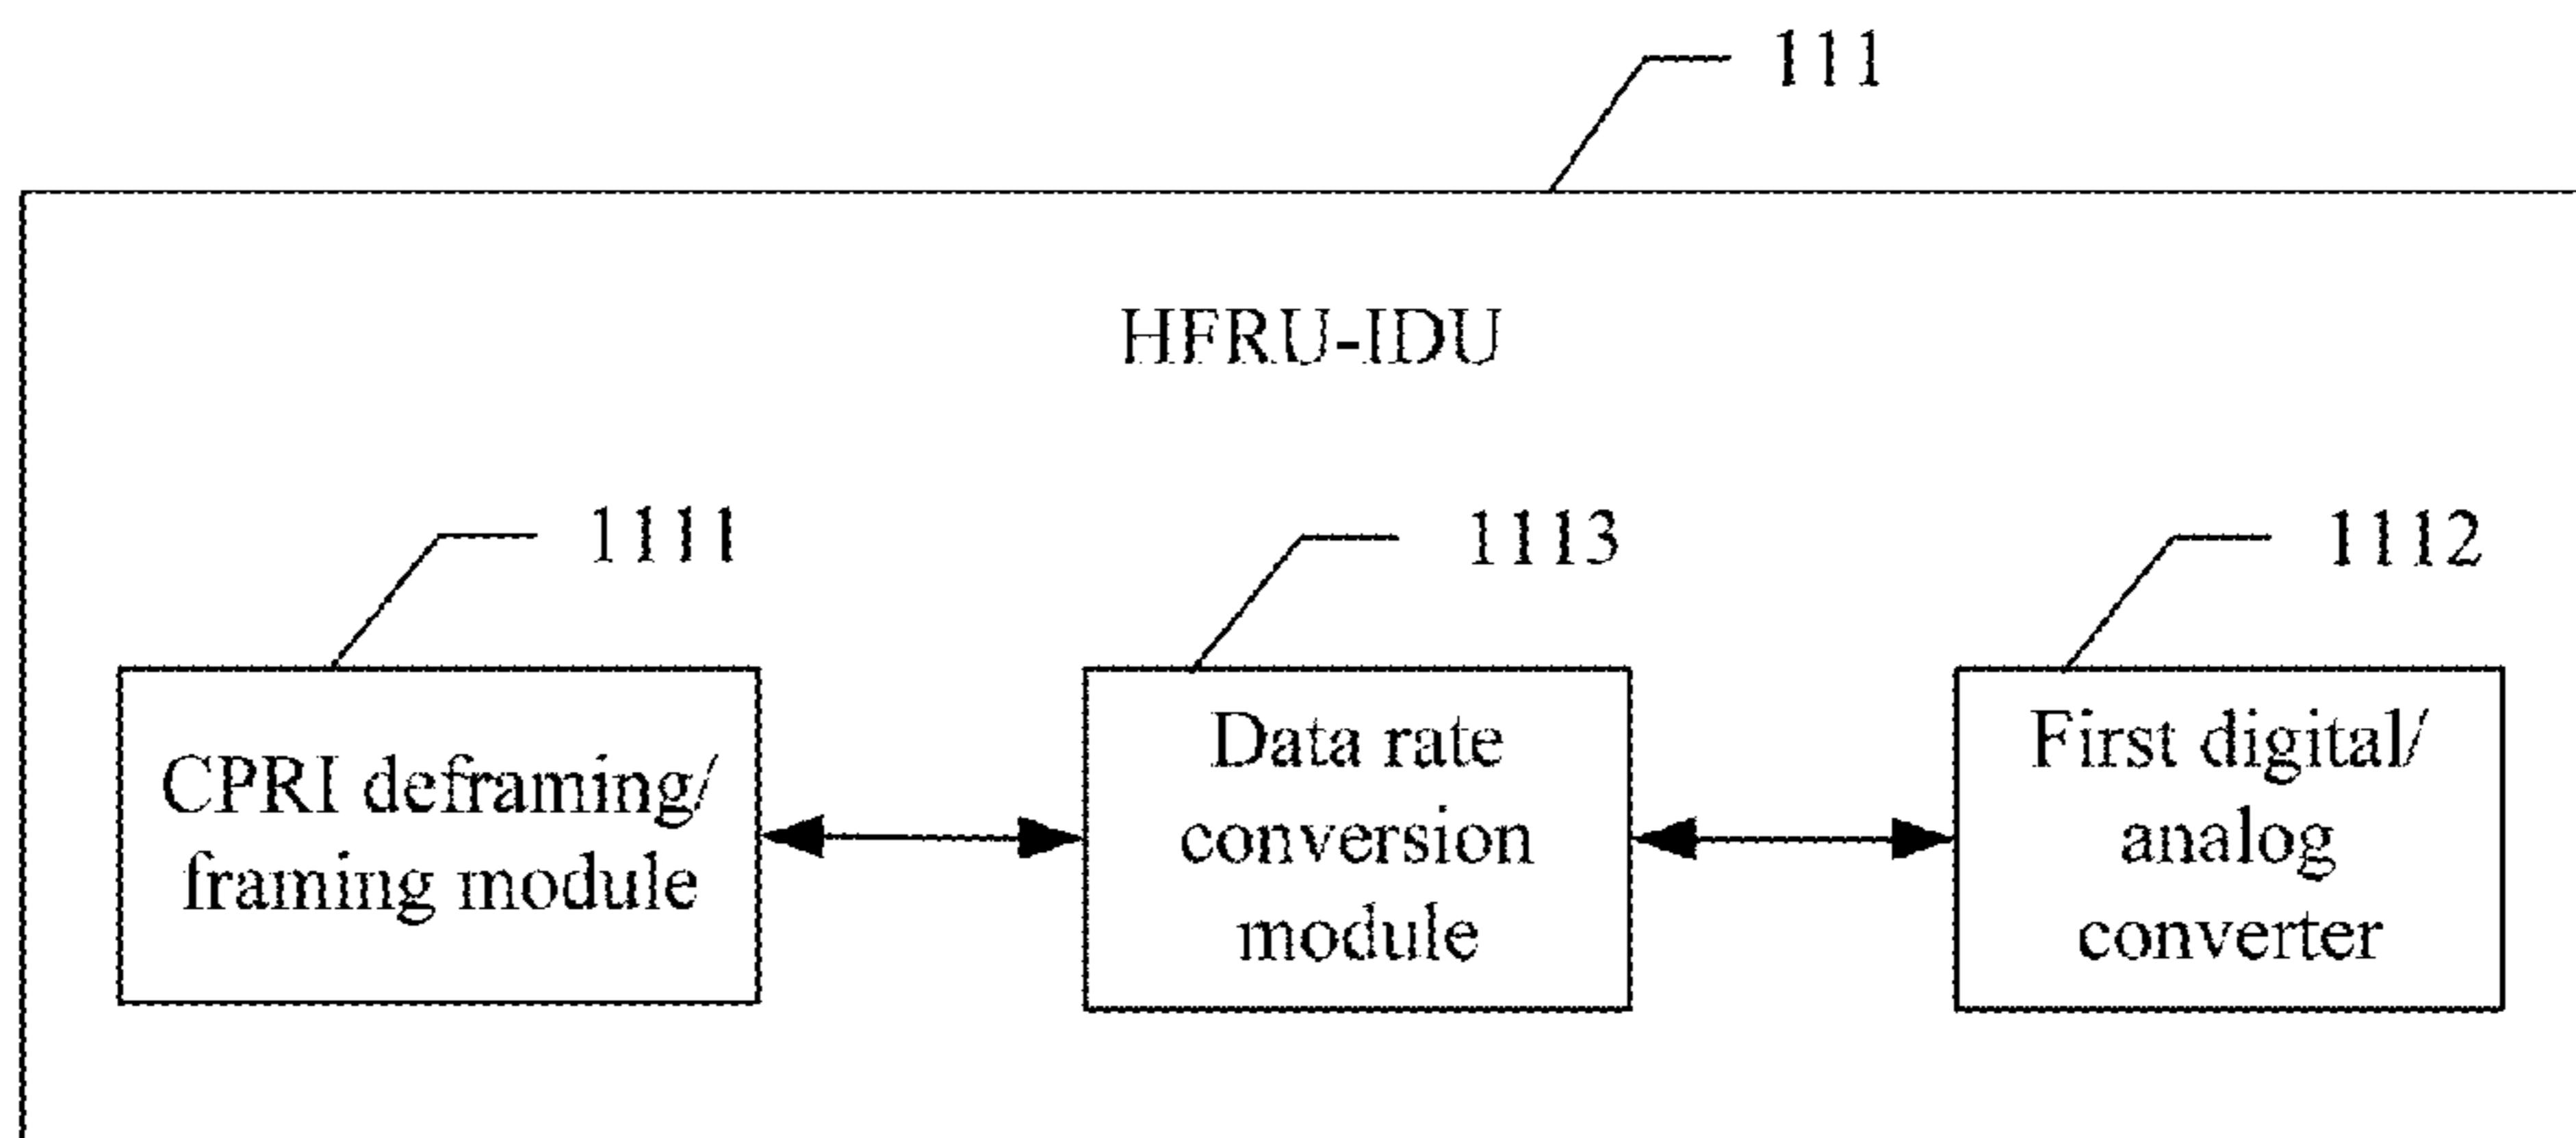 111
HFRU-IDU
1111
1113
1112
CPRI deframing/
framing module
Data rate
conversion
module
First digital/
analog
converter